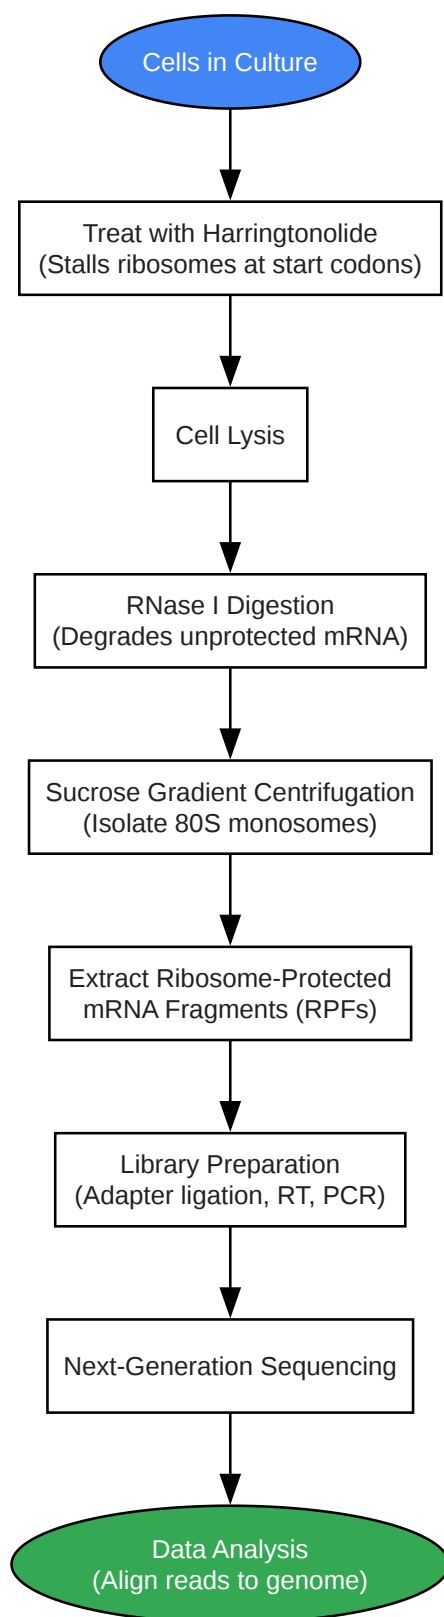 Cells in Culture
Treat with Harringtonolide
(Stalls ribosomes at start codons)
Cell Lysis
RNase I Digestion
(Degrades unprotected mRNA)
Sucrose Gradient Centrifugation
(Isolate 80S monosomes)
Extract Ribosome-Protected
mRNA Fragments (RPFs)
Library Preparation
(Adapter ligation, RT, PCR)
Next-Generation Sequencing
Data Analysis
(Align reads to genome)